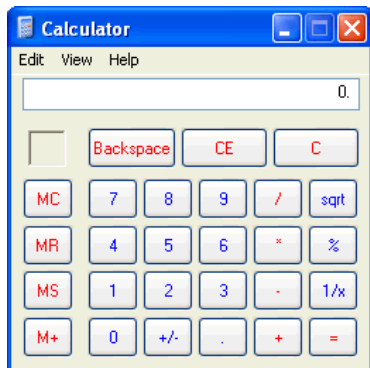 Calculator
Edit View Help
0.
Backspace CE C
MC 7 8 9 / sqrt
MR 4 5 6 * %
MS 1 2 3 - 1/x
M+ 0 +/- . + =